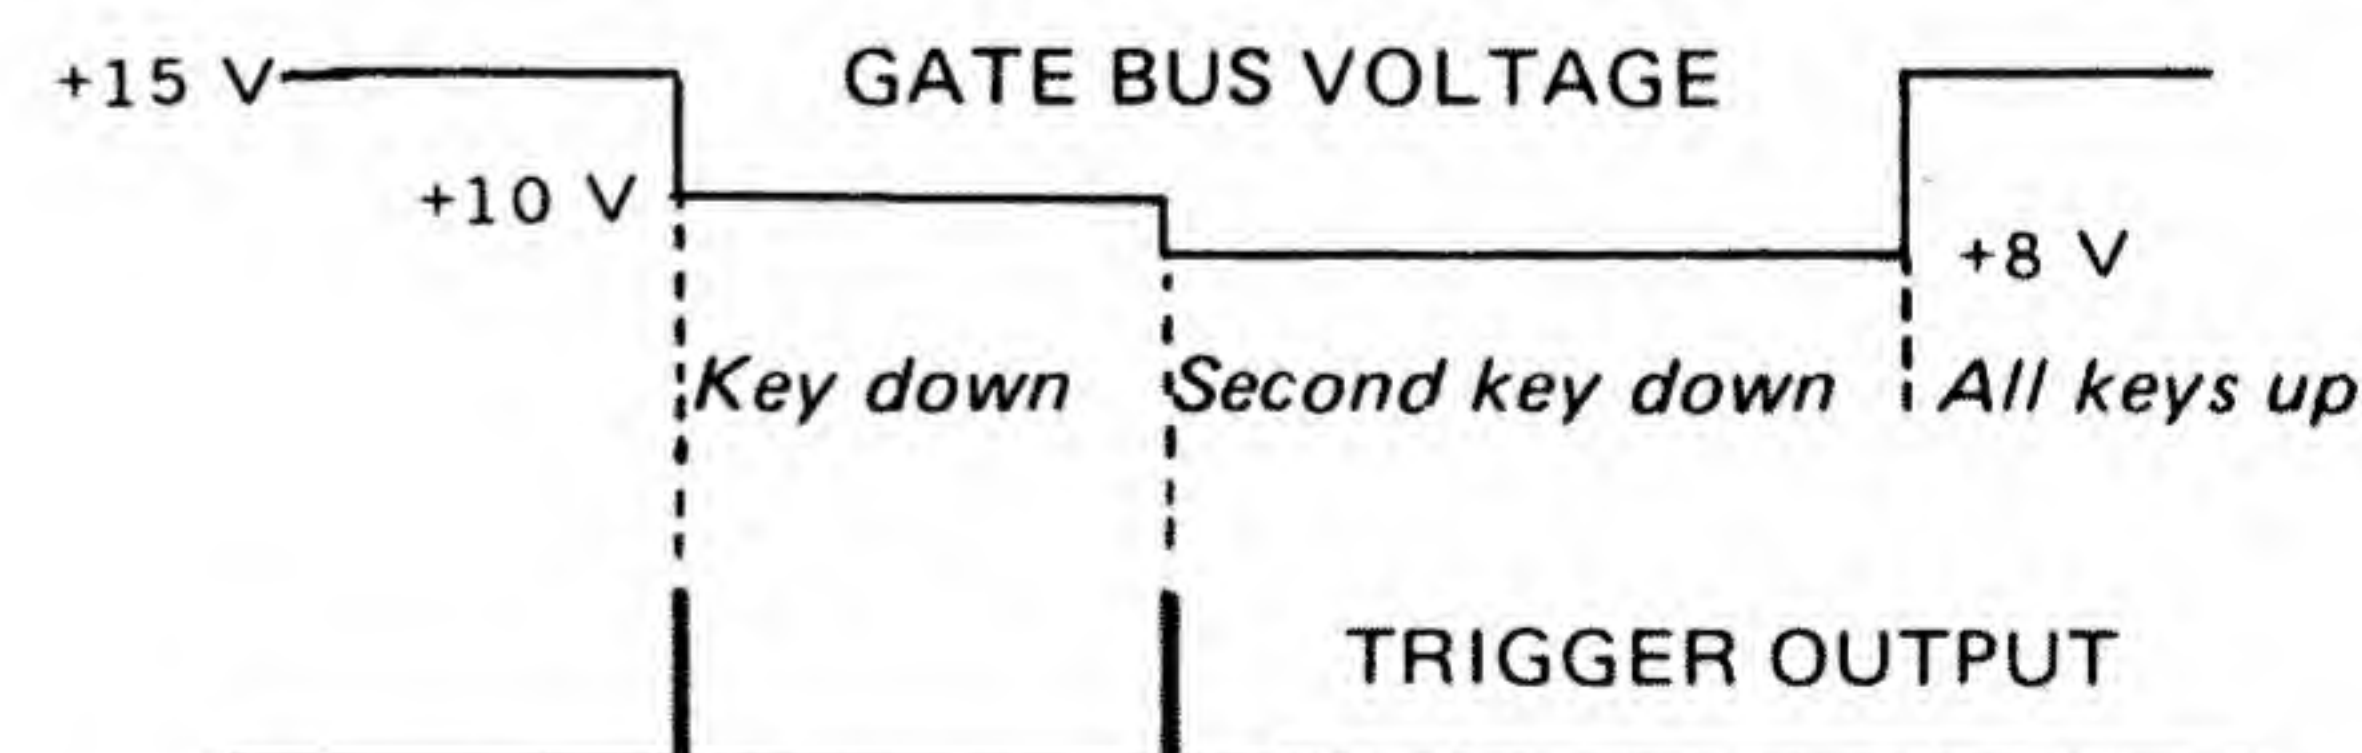 +15 V
GATE BUS VOLTAGE
+10 V
+8 V
Key down
Second key down
All keys up
TRIGGER OUTPUT